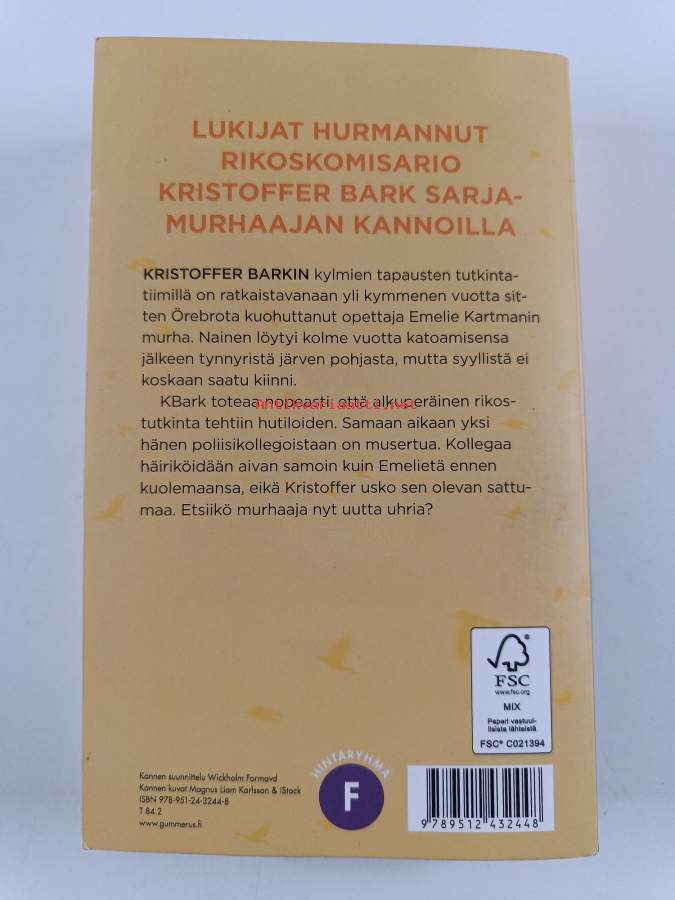 LUKIJAT HURMANNUT
RIKOSKOMISARIO
KRISTOFFER BARK SARJA-
MURHAAJAN KANNOILLA
KRISTOFFER BARKIN kylmien tapausten tutkinta-
tiimillä on ratkaistavanaan yli kymmenen vuotta sit-
ten Örebrota kuohuttanut opettaja Emelie Kartmanin
murha. Nainen löytyi kolme vuotta katoamisensa
jälkeen tynnyristä järven pohjasta, mutta syyllistä ei
koskaan saatu kiinni.
KBark toteaa nopeasti, että alkuperäinen rikos-
Antikvariaatti.net
tutkinta tehtiin hutiloiden. Samaan aikaan yksi
hänen poliisikollegoistaan on musertua. Kollegaa
häiriköidään aivan samoin kuin Emelietä ennen
kuolemaansa, eikä Kristoffer usko sen olevan sattu-
maa. Etsiikö murhaaja nyt uutta uhria?
FSC
www.fsc.org
MIX
Paperi vastuul-
lisista lähteistä
FSC® C021394
Kannen suunnittelu Wickholm Formavd
Kannen kuvat Magnus Liam Karlsson & iStock
ISBN 978-951-24-3244-8
T 84.2
www.gummerus.fi
HINTARYHMÄ
F
9 789512 432448